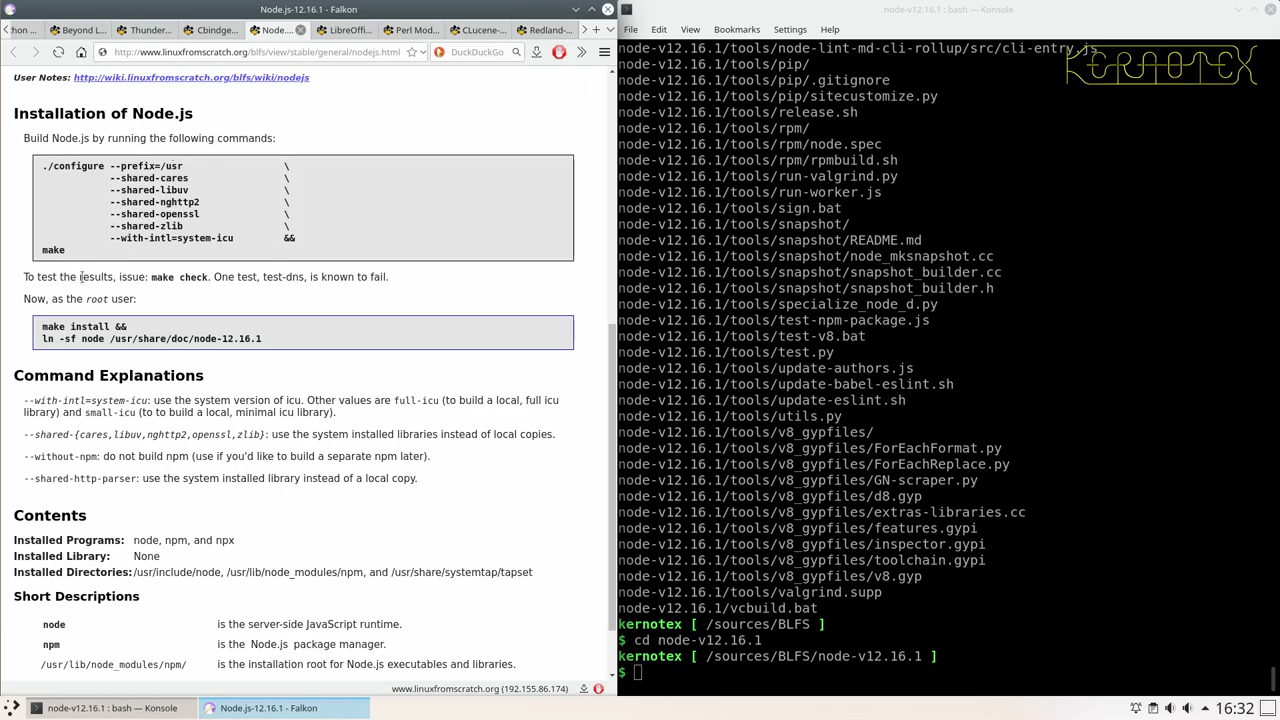 Node.js-12.16.1 - Falkon
Beyond L
Thunder...
Cbindge
Node....
LibreOffi...
Perl Mod
CLucene-
Redland-
http://www.linuxfromscratch.org/blfs/view/stable/general/nodejs.html
DuckDuckGo
User Notes: http://wiki.linuxfromscratch.org/blfs/wiki/nodejs
Installation of Node.js
Build Node.js by running the following commands:
./configure --prefix=/usr \
--shared-cares \
--shared-libuv \
--shared-nghttp2 \
--shared-openssl \
--shared-zlib \
--with-intl=system-icu &&
make
To test the results, issue: make check. One test, test-dns, is known to fail.
Now, as the root user:
make install &&
ln -sf node /usr/share/doc/node-12.16.1
Command Explanations
--with-intl=system-icu: use the system version of icu. Other values are full-icu (to build a local, full icu
library) and small-icu (to to build a local, minimal icu library).
--shared-{cares,libuv,nghttp2,openssl,zlib}: use the system installed libraries instead of local copies.
--without-npm: do not build npm (use if you'd like to build a separate npm later).
--shared-http-parser: use the system installed library instead of a local copy.
Contents
Installed Programs: node, npm, and npx
Installed Library: None
Installed Directories: /usr/include/node, /usr/lib/node_modules/npm, and /usr/share/systemtap/tapset
Short Descriptions
node is the server-side JavaScript runtime.
npm is the Node.js package manager.
/usr/lib/node_modules/npm/ is the installation root for Node.js executables and libraries.
www.linuxfromscratch.org (192.155.86.174)
node-v12.16.1 : bash — Konsole
File Edit View Bookmarks Settings Help
node-v12.16.1/tools/node-lint-md-cli-rollup/src/cli-entry.js
node-v12.16.1/tools/pip/
node-v12.16.1/tools/pip/.gitignore
node-v12.16.1/tools/pip/sitecustomize.py
node-v12.16.1/tools/release.sh
node-v12.16.1/tools/rpm/
node-v12.16.1/tools/rpm/node.spec
node-v12.16.1/tools/rpm/rpmbuild.sh
node-v12.16.1/tools/run-valgrind.py
node-v12.16.1/tools/run-worker.js
node-v12.16.1/tools/sign.bat
node-v12.16.1/tools/snapshot/
node-v12.16.1/tools/snapshot/README.md
node-v12.16.1/tools/snapshot/node_mksnapshot.cc
node-v12.16.1/tools/snapshot/snapshot_builder.cc
node-v12.16.1/tools/snapshot/snapshot_builder.h
node-v12.16.1/tools/specialize_node_d.py
node-v12.16.1/tools/test-npm-package.js
node-v12.16.1/tools/test-v8.bat
node-v12.16.1/tools/test.py
node-v12.16.1/tools/update-authors.js
node-v12.16.1/tools/update-babel-eslint.sh
node-v12.16.1/tools/update-eslint.sh
node-v12.16.1/tools/utils.py
node-v12.16.1/tools/v8_gypfiles/
node-v12.16.1/tools/v8_gypfiles/ForEachFormat.py
node-v12.16.1/tools/v8_gypfiles/ForEachReplace.py
node-v12.16.1/tools/v8_gypfiles/GN-scraper.py
node-v12.16.1/tools/v8_gypfiles/d8.gyp
node-v12.16.1/tools/v8_gypfiles/extras-libraries.cc
node-v12.16.1/tools/v8_gypfiles/features.gypi
node-v12.16.1/tools/v8_gypfiles/inspector.gypi
node-v12.16.1/tools/v8_gypfiles/toolchain.gypi
node-v12.16.1/tools/v8_gypfiles/v8.gyp
node-v12.16.1/tools/valgrind.supp
node-v12.16.1/vcbuild.bat
kernotex [ /sources/BLFS ]
$ cd node-v12.16.1
kernotex [ /sources/BLFS/node-v12.16.1 ]
$
KERNOTEX
node-v12.16.1 : bash — Konsole
Node.js-12.16.1 - Falkon
16:32